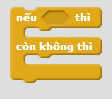 nếu thì
còn không thì